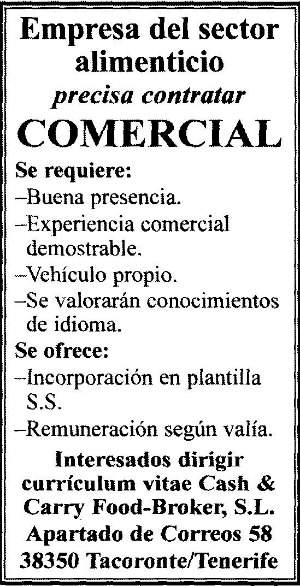 Empresa del sector
alimenticio
precisa contratar
COMERCIAL
Se requiere:
–Buena presencia.
–Experiencia comercial
demostrable.
–Vehículo propio.
–Se valorarán conocimientos
de idioma.
Se ofrece:
–Incorporación en plantilla
S.S.
–Remuneración según valía.
Interesados dirigir
currículum vitae Cash &
Carry Food-Broker, S.L.
Apartado de Correos 58
38350 Tacoronte/Tenerife